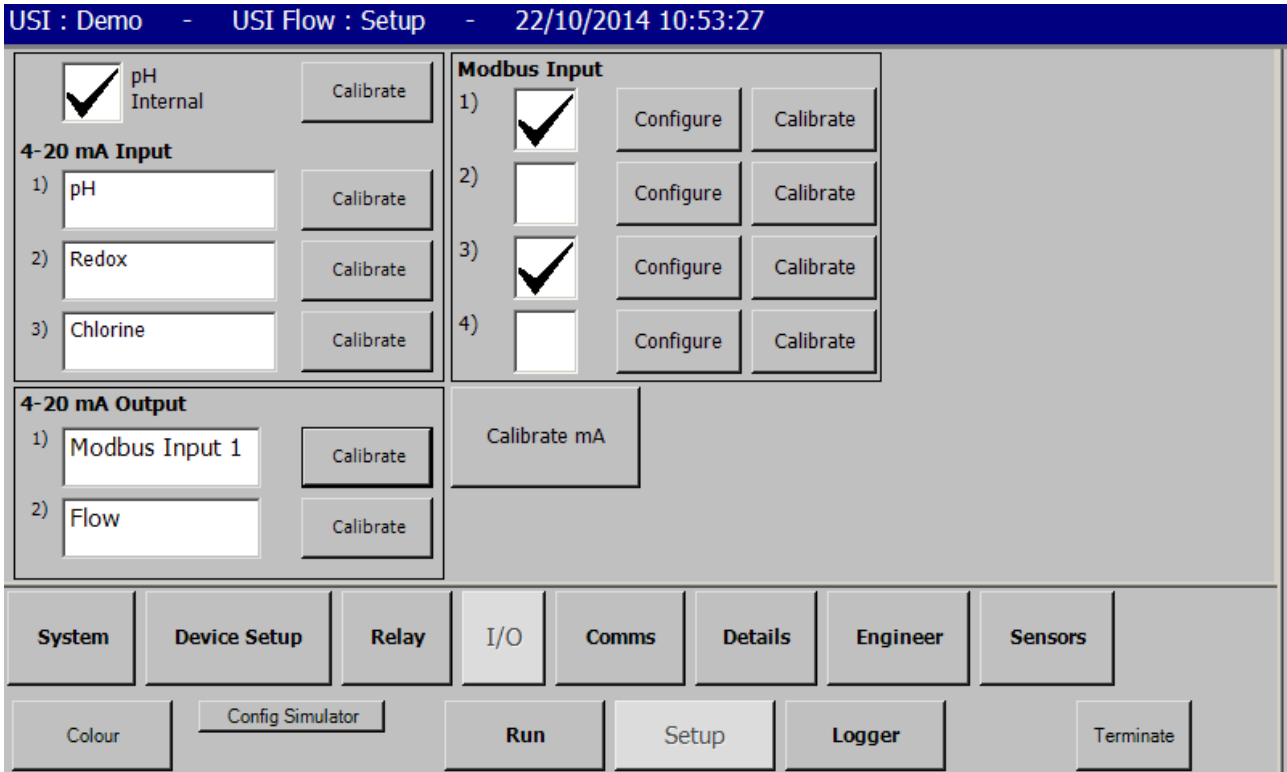 USI : Demo - USI Flow : Setup - 22/10/2014 10:53:27
pH
Internal
Calibrate
4-20 mA Input
1) pH Calibrate
2) Redox Calibrate
3) Chlorine Calibrate
Modbus Input
1) Configure Calibrate
2) Configure Calibrate
3) Configure Calibrate
4) Configure Calibrate
4-20 mA Output
1) Modbus Input 1 Calibrate
2) Flow Calibrate
Calibrate mA
System Device Setup Relay I/O Comms Details Engineer Sensors
Colour Config Simulator Run Setup Logger Terminate